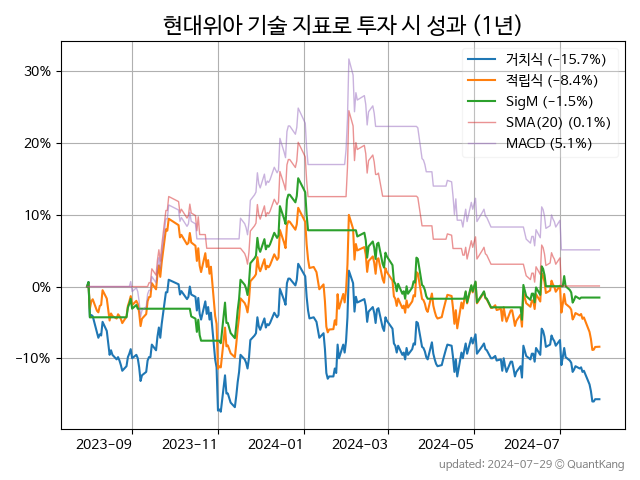 현대위아 기술 지표로 투자 시 성과 (1년)
거치식 (−15.7%)
적립식 (−8.4%)
SigM (−1.5%)
SMA(20) (0.1%)
MACD (5.1%)
30%
20%
10%
0%
−10%
2023-09
2023-11
2024-01
2024-03
2024-05
2024-07
updated: 2024-07-29 @ QuantKang